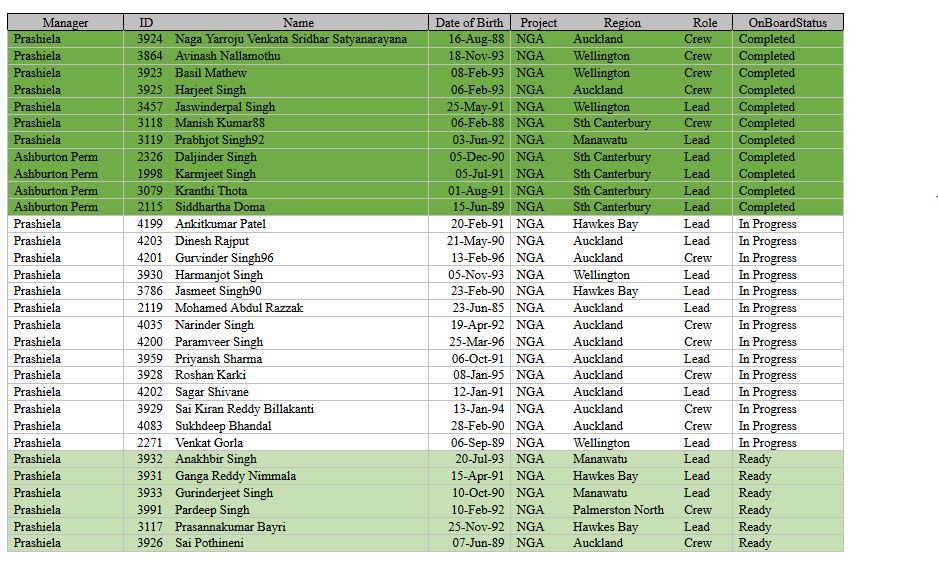 Manager ID Name Date of Birth Project Region Role OnBoardStatus
Prashiela 3924 Naga Yarroju Venkata Sridhar Satyanarayana 16-Aug-88 NGA Auckland Crew Completed
Prashiela 3864 Avinash Nallamothu 18-Nov-93 NGA Wellington Crew Completed
Prashiela 3923 Basil Mathew 08-Feb-93 NGA Wellington Crew Completed
Prashiela 3925 Harjeet Singh 06-Feb-93 NGA Auckland Crew Completed
Prashiela 3457 Jaswinderpal Singh 25-May-91 NGA Wellington Lead Completed
Prashiela 3118 Manish Kumar88 06-Feb-88 NGA Sth Canterbury Crew Completed
Prashiela 3119 Prabhjot Singh92 03-Jun-92 NGA Manawatu Lead Completed
Ashburton Perm 2326 Daljinder Singh 05-Dec-90 NGA Sth Canterbury Lead Completed
Ashburton Perm 1998 Karmjeet Singh 05-Jul-91 NGA Sth Canterbury Lead Completed
Ashburton Perm 3079 Kranthi Thota 01-Aug-91 NGA Sth Canterbury Lead Completed
Ashburton Perm 2115 Siddhartha Doma 15-Jun-89 NGA Sth Canterbury Lead Completed
Prashiela 4199 Ankitkumar Patel 20-Feb-91 NGA Hawkes Bay Lead In Progress
Prashiela 4203 Dinesh Rajput 21-May-90 NGA Auckland Lead In Progress
Prashiela 4201 Gurvinder Singh96 13-Feb-96 NGA Auckland Crew In Progress
Prashiela 3930 Harmanjot Singh 05-Nov-93 NGA Wellington Lead In Progress
Prashiela 3786 Jasmeet Singh90 23-Feb-90 NGA Hawkes Bay Lead In Progress
Prashiela 2119 Mohamed Abdul Razzak 23-Jun-85 NGA Auckland Lead In Progress
Prashiela 4035 Narinder Singh 19-Apr-92 NGA Auckland Crew In Progress
Prashiela 4200 Paramveer Singh 25-Mar-96 NGA Auckland Crew In Progress
Prashiela 3959 Priyansh Sharma 06-Oct-91 NGA Auckland Lead In Progress
Prashiela 3928 Roshan Karki 08-Jan-95 NGA Auckland Crew In Progress
Prashiela 4202 Sagar Shivane 12-Jan-91 NGA Auckland Lead In Progress
Prashiela 3929 Sai Kiran Reddy Billakanti 13-Jan-94 NGA Auckland Crew In Progress
Prashiela 4083 Sukhdeep Bhandal 28-Feb-90 NGA Auckland Crew In Progress
Prashiela 2271 Venkat Gorla 06-Sep-89 NGA Wellington Lead In Progress
Prashiela 3932 Anakhbir Singh 20-Jul-93 NGA Manawatu Lead Ready
Prashiela 3931 Ganga Reddy Nimmala 15-Apr-91 NGA Hawkes Bay Lead Ready
Prashiela 3933 Gurinderjeet Singh 10-Oct-90 NGA Manawatu Lead Ready
Prashiela 3991 Pardeep Singh 10-Feb-92 NGA Palmerston North Crew Ready
Prashiela 3117 Prasannakumar Bayri 25-Nov-92 NGA Hawkes Bay Lead Ready
Prashiela 3926 Sai Pothineni 07-Jun-89 NGA Auckland Crew Ready